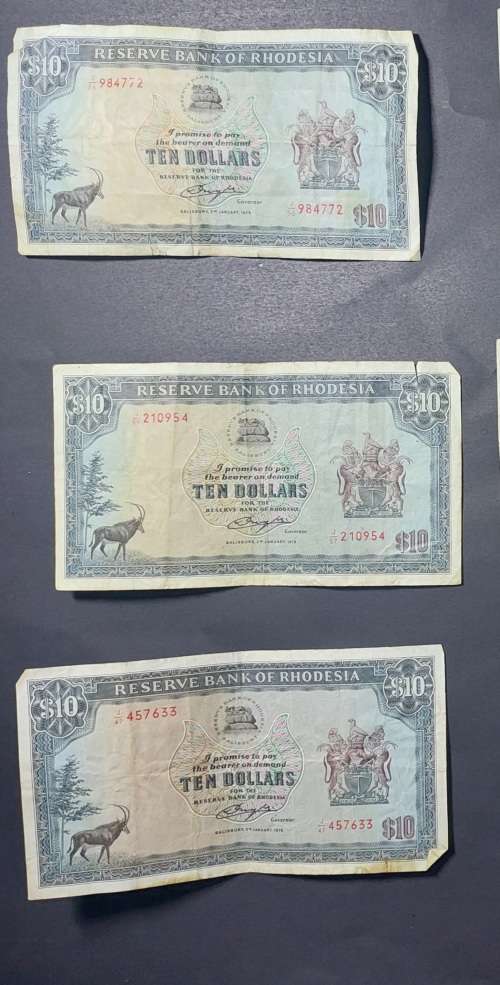 RESERVE BANK OF RHODESIA
$10 $10
984772
I promise to pay
the bearer on demand
TEN DOLLARS
FOR THE
RESERVE BANK OF RHODESIA
Governor
984772
$10
RESERVE BANK OF RHODESIA
$10 $10
210954
I promise to pay
the bearer on demand
TEN DOLLARS
FOR THE
RESERVE BANK OF RHODESIA
210954
$10
RESERVE BANK OF RHODESIA
$10 $10
457633
I promise to pay
the bearer on demand
TEN DOLLARS
FOR THE
RESERVE BANK OF RHODESIA
Governor
457633
$10